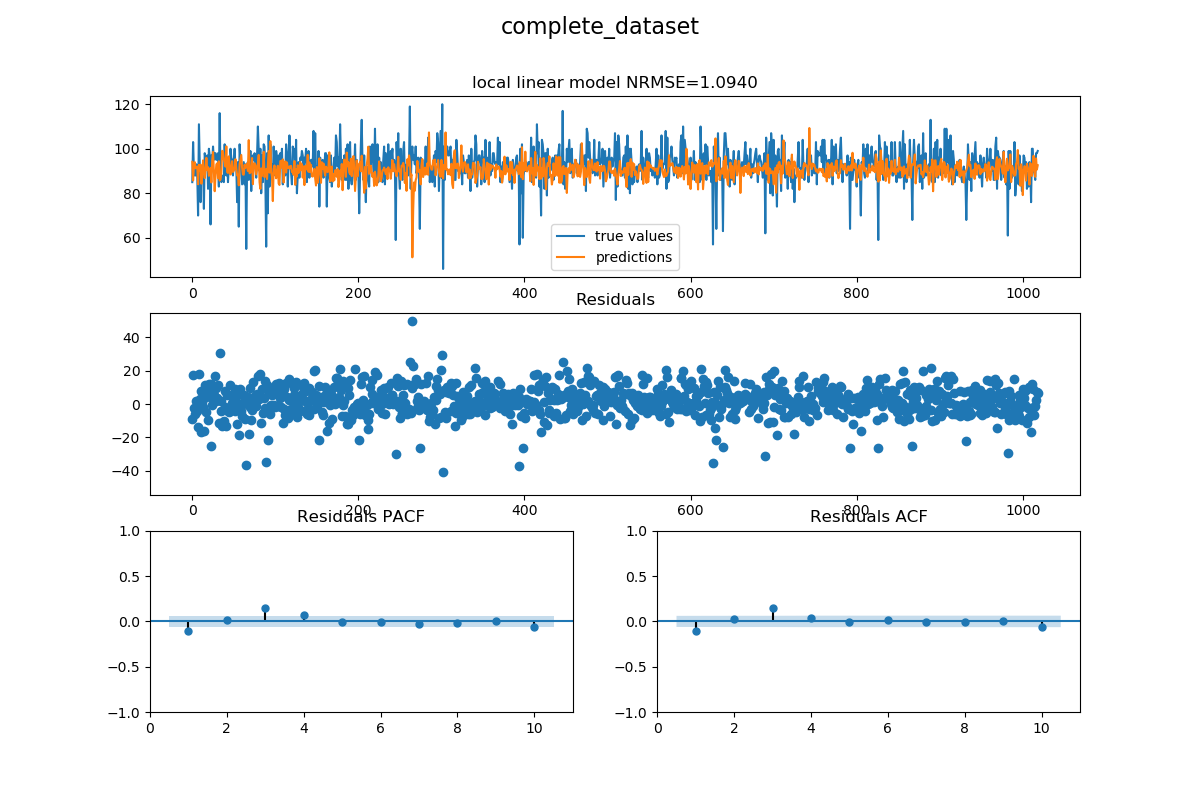 complete_dataset
local linear model NRMSE=1.0940
120
100
80
60
true values
predictions
0 200 400 600 800 1000
Residuals
40
20
0
−20
−40
0 200 400 600 800 1000
Residuals PACF
1.0
0.5
0.0
−0.5
−1.0
0 2 4 6 8 10
Residuals ACF
1.0
0.5
0.0
−0.5
−1.0
0 2 4 6 8 10